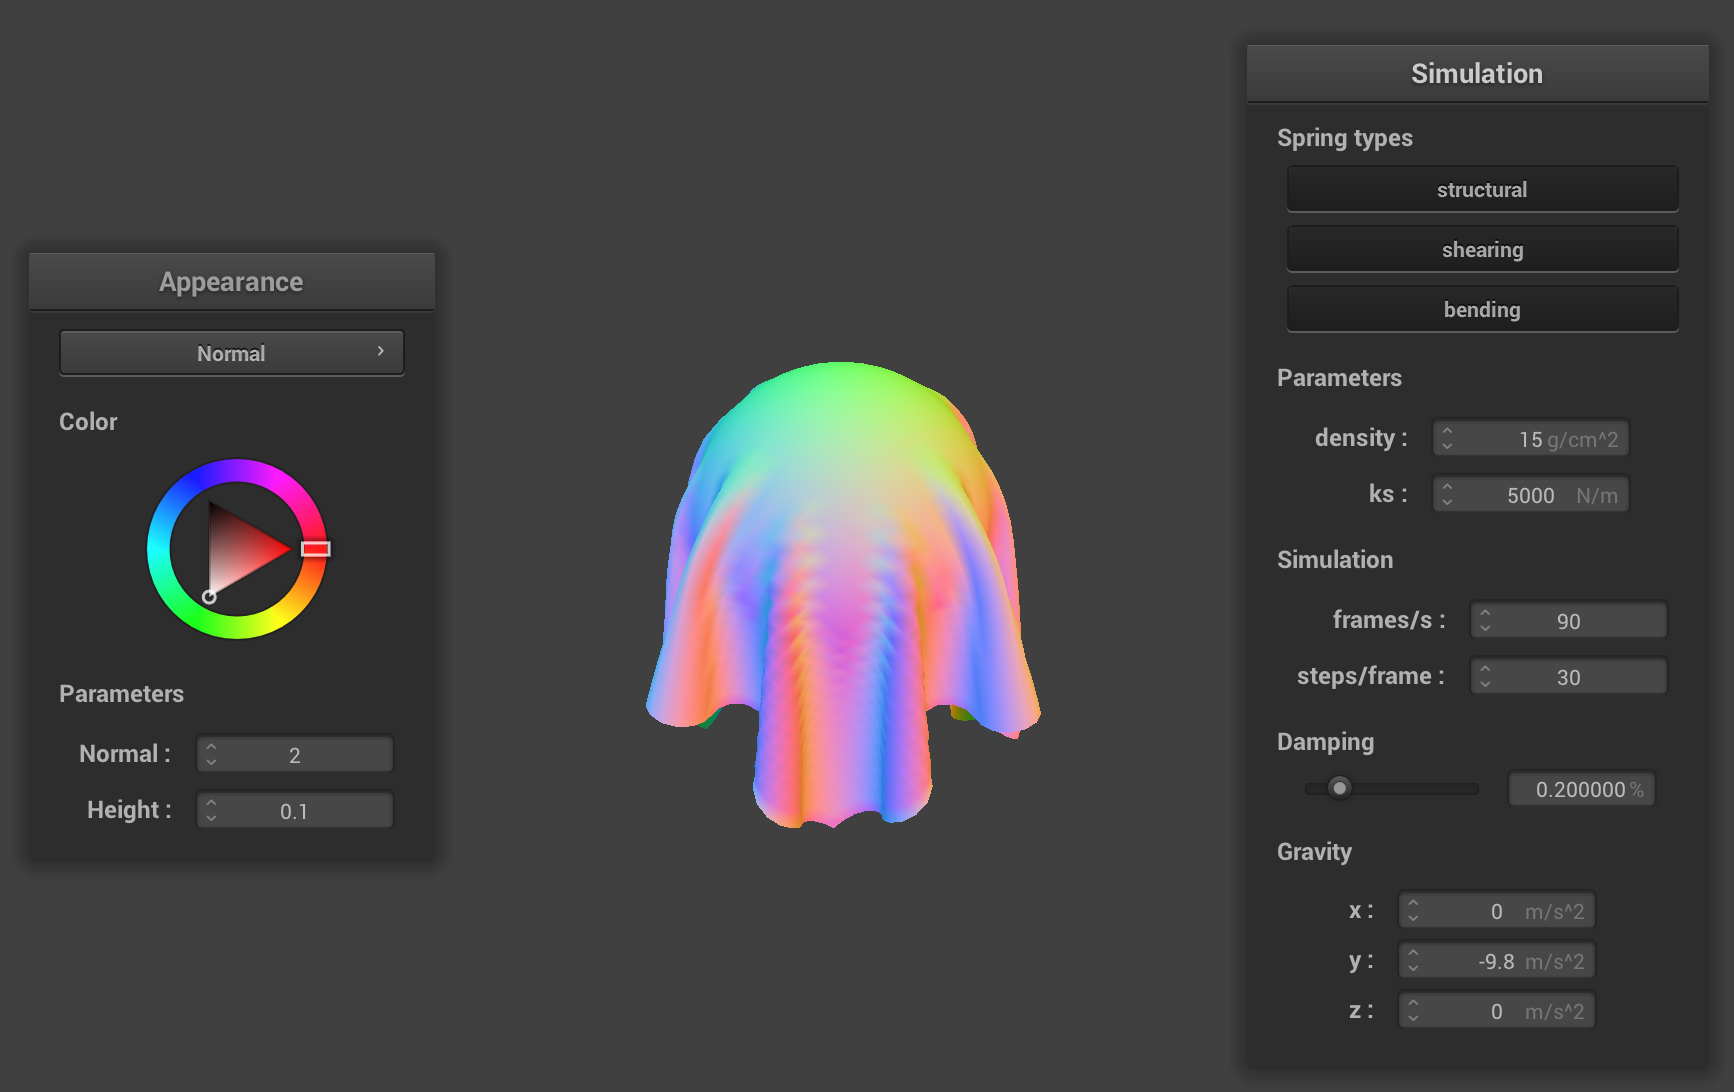 Appearance
Normal
Color
Parameters
Normal : 2
Height : 0.1
Simulation
Spring types
structural
shearing
bending
Parameters
density : 15 g/cm^2
ks : 5000 N/m
Simulation
frames/s : 90
steps/frame : 30
Damping
0.200000 %
Gravity
x : 0 m/s^2
y : -9.8 m/s^2
z : 0 m/s^2